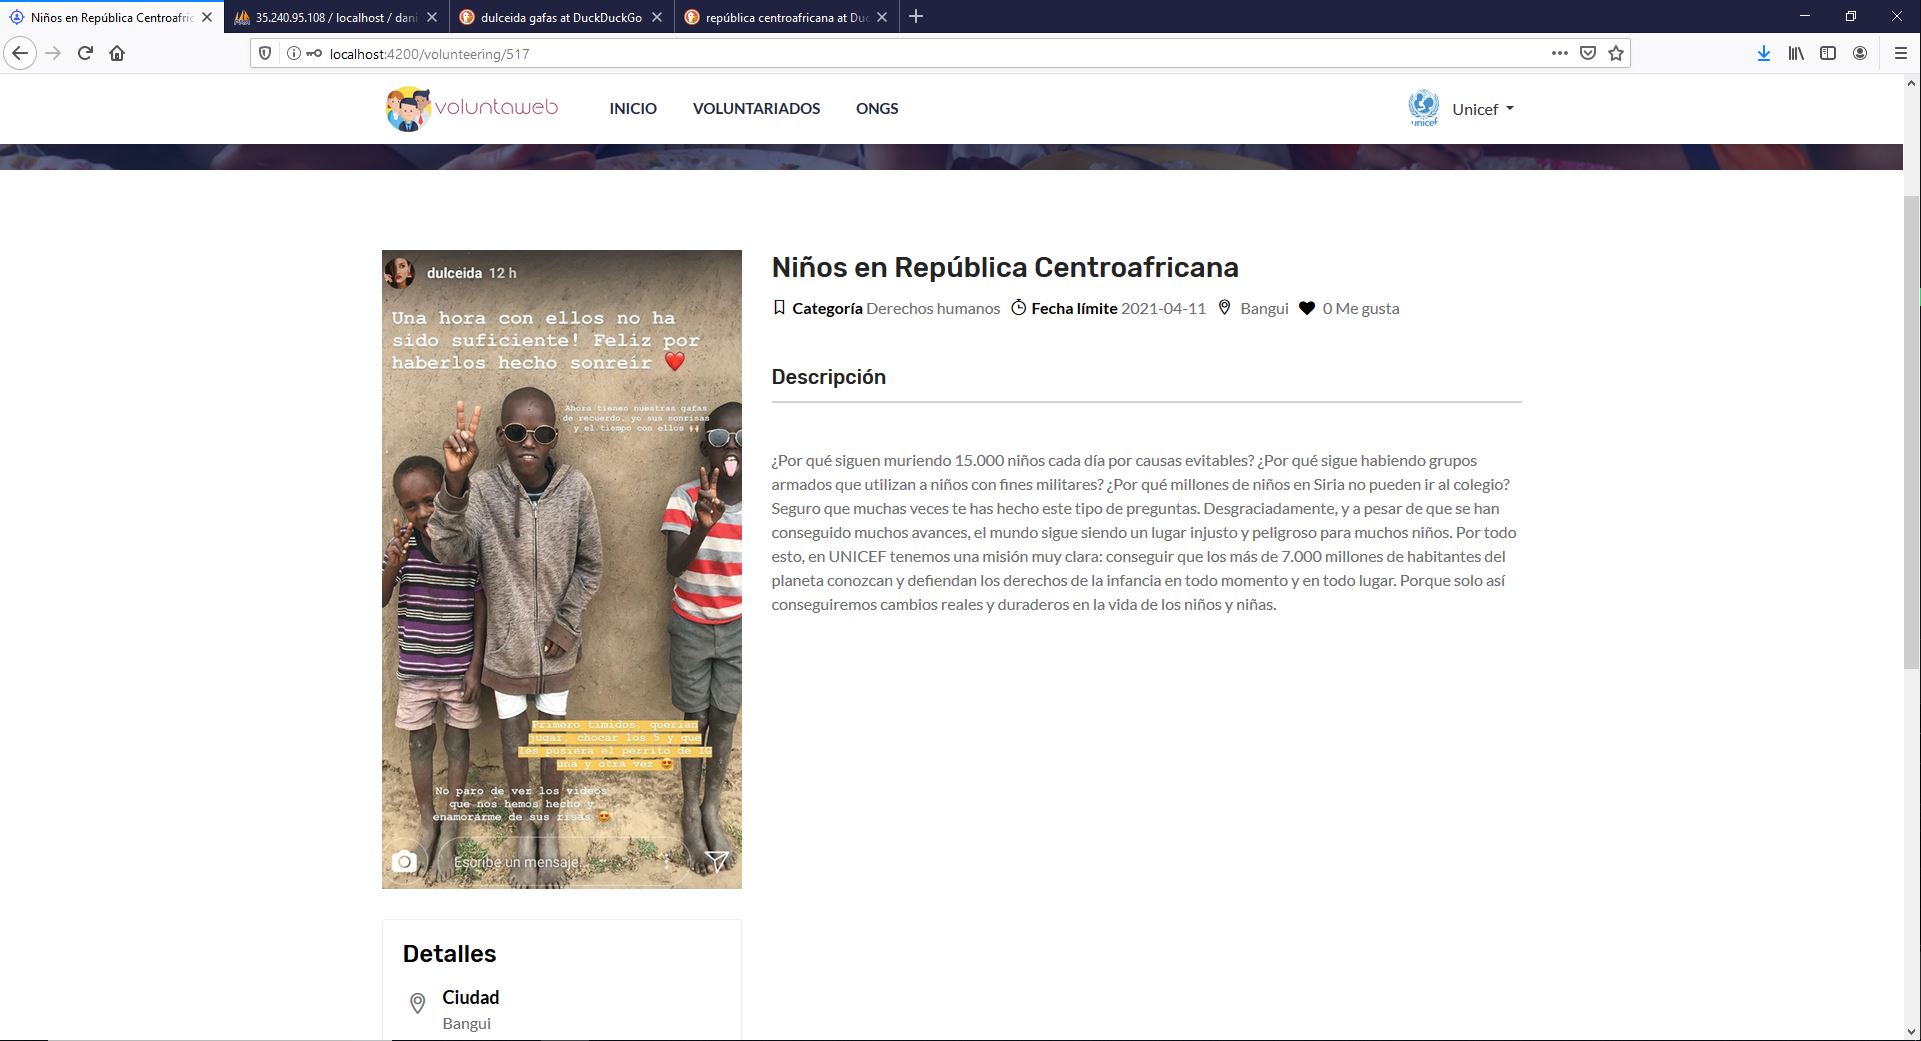 Niños en República Centroafric
35.240.95.108 / localhost / dani
dulceida gafas at DuckDuckGo
república centroafricana at Duc
localhost:4200/volunteering/517
voluntaweb
INICIO
VOLUNTARIADOS
ONGS
unicef
Unicef
dulceida 12 h
Una hora con ellos no ha
sido suficiente! Feliz por
haberlos hecho sonreír ❤️
Ahora tienen nuestras gafas
de recuerdo, yo sus sonrisas
y el tiempo con ellos 🙌
Primero tímidos, querían
jugar, chocar los 5 y que
les pusiera el perrito de IG
una y otra vez 😍
No paro de ver los vídeos
que nos hemos hecho y
enamorarme de sus risas 😍
Escribe un mensaje...
Niños en República Centroafricana
Categoría Derechos humanos Fecha límite 2021-04-11 Bangui 0 Me gusta
Descripción
¿Por qué siguen muriendo 15.000 niños cada día por causas evitables? ¿Por qué sigue habiendo grupos
armados que utilizan a niños con fines militares? ¿Por qué millones de niños en Siria no pueden ir al colegio?
Seguro que muchas veces te has hecho este tipo de preguntas. Desgraciadamente, y a pesar de que se han
conseguido muchos avances, el mundo sigue siendo un lugar injusto y peligroso para muchos niños. Por todo
esto, en UNICEF tenemos una misión muy clara: conseguir que los más de 7.000 millones de habitantes del
planeta conozcan y defiendan los derechos de la infancia en todo momento y en todo lugar. Porque solo así
conseguiremos cambios reales y duraderos en la vida de los niños y niñas.
Detalles
Ciudad
Bangui